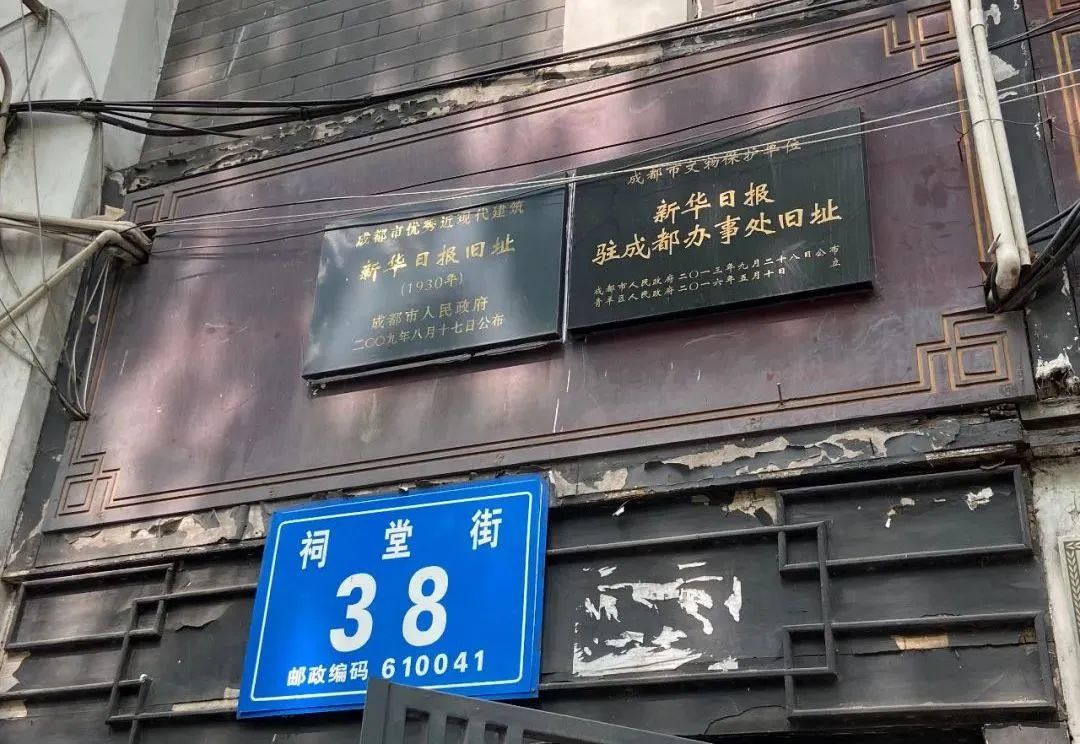 成都市优秀近现代建筑
新华日报旧址
(1930年)
成都市人民政府
二〇〇九年八月十七日公布
成都市文物保护单位
新华日报
驻成都办事处旧址
成都市人民政府二〇一三年九月二十八日公布
青羊区人民政府二〇一六年五月十日 立
祠堂街
38
邮政编码 610041